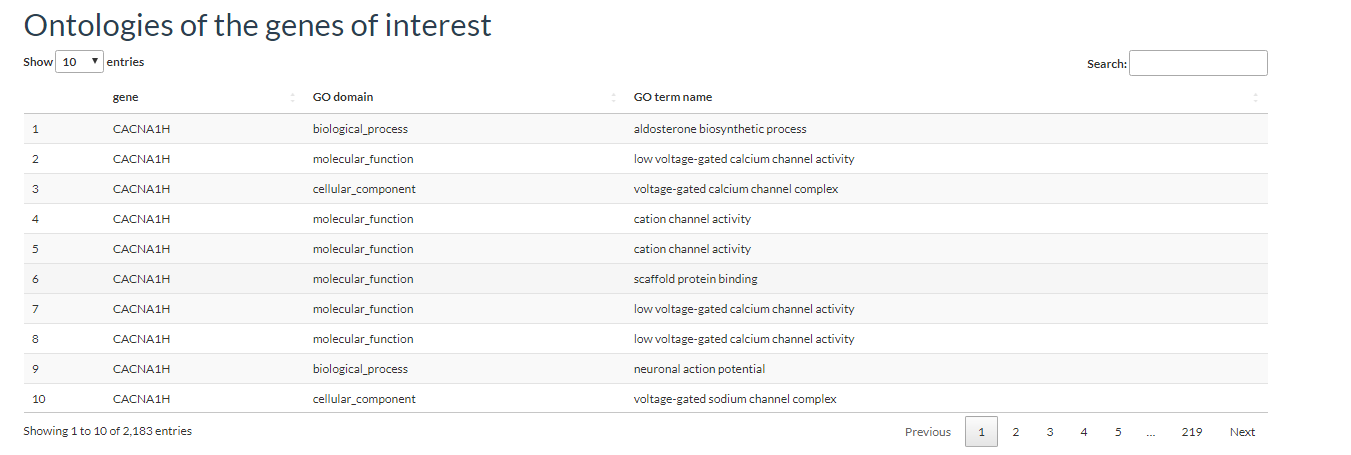 Ontologies of the genes of interest
Show 10 entries
Search:
gene GO domain GO term name
1 CACNA1H biological_process aldosterone biosynthetic process
2 CACNA1H molecular_function low voltage-gated calcium channel activity
3 CACNA1H cellular_component voltage-gated calcium channel complex
4 CACNA1H molecular_function cation channel activity
5 CACNA1H molecular_function cation channel activity
6 CACNA1H molecular_function scaffold protein binding
7 CACNA1H molecular_function low voltage-gated calcium channel activity
8 CACNA1H molecular_function low voltage-gated calcium channel activity
9 CACNA1H biological_process neuronal action potential
10 CACNA1H cellular_component voltage-gated sodium channel complex
Showing 1 to 10 of 2,183 entries
Previous 1 2 3 4 5 ... 219 Next